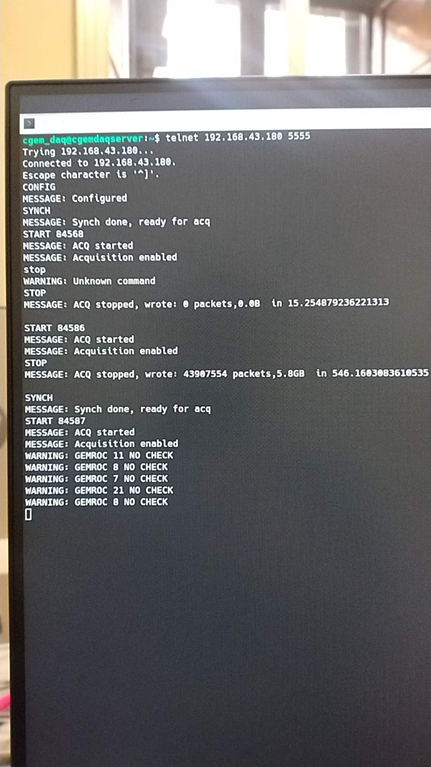 cgem_daq@cgemdaqserver:~$ telnet 192.168.43.180 5555
Trying 192.168.43.180...
Connected to 192.168.43.180.
Escape character is '^]'.
CONFIG
MESSAGE: Configured
SYNCH
MESSAGE: Synch done, ready for acq
START 84568
MESSAGE: ACQ started
MESSAGE: Acquisition enabled
stop
WARNING: Unknown command
STOP
MESSAGE: ACQ stopped, wrote: 0 packets,0.0B  in 15.254879236221313
START 84586
MESSAGE: ACQ started
MESSAGE: Acquisition enabled
STOP
MESSAGE: ACQ stopped, wrote: 43907554 packets,5.8GB  in 546.1603083610535
SYNCH
MESSAGE: Synch done, ready for acq
START 84587
MESSAGE: ACQ started
MESSAGE: Acquisition enabled
WARNING: GEMROC 11 NO CHECK
WARNING: GEMROC 8 NO CHECK
WARNING: GEMROC 7 NO CHECK
WARNING: GEMROC 21 NO CHECK
WARNING: GEMROC 8 NO CHECK